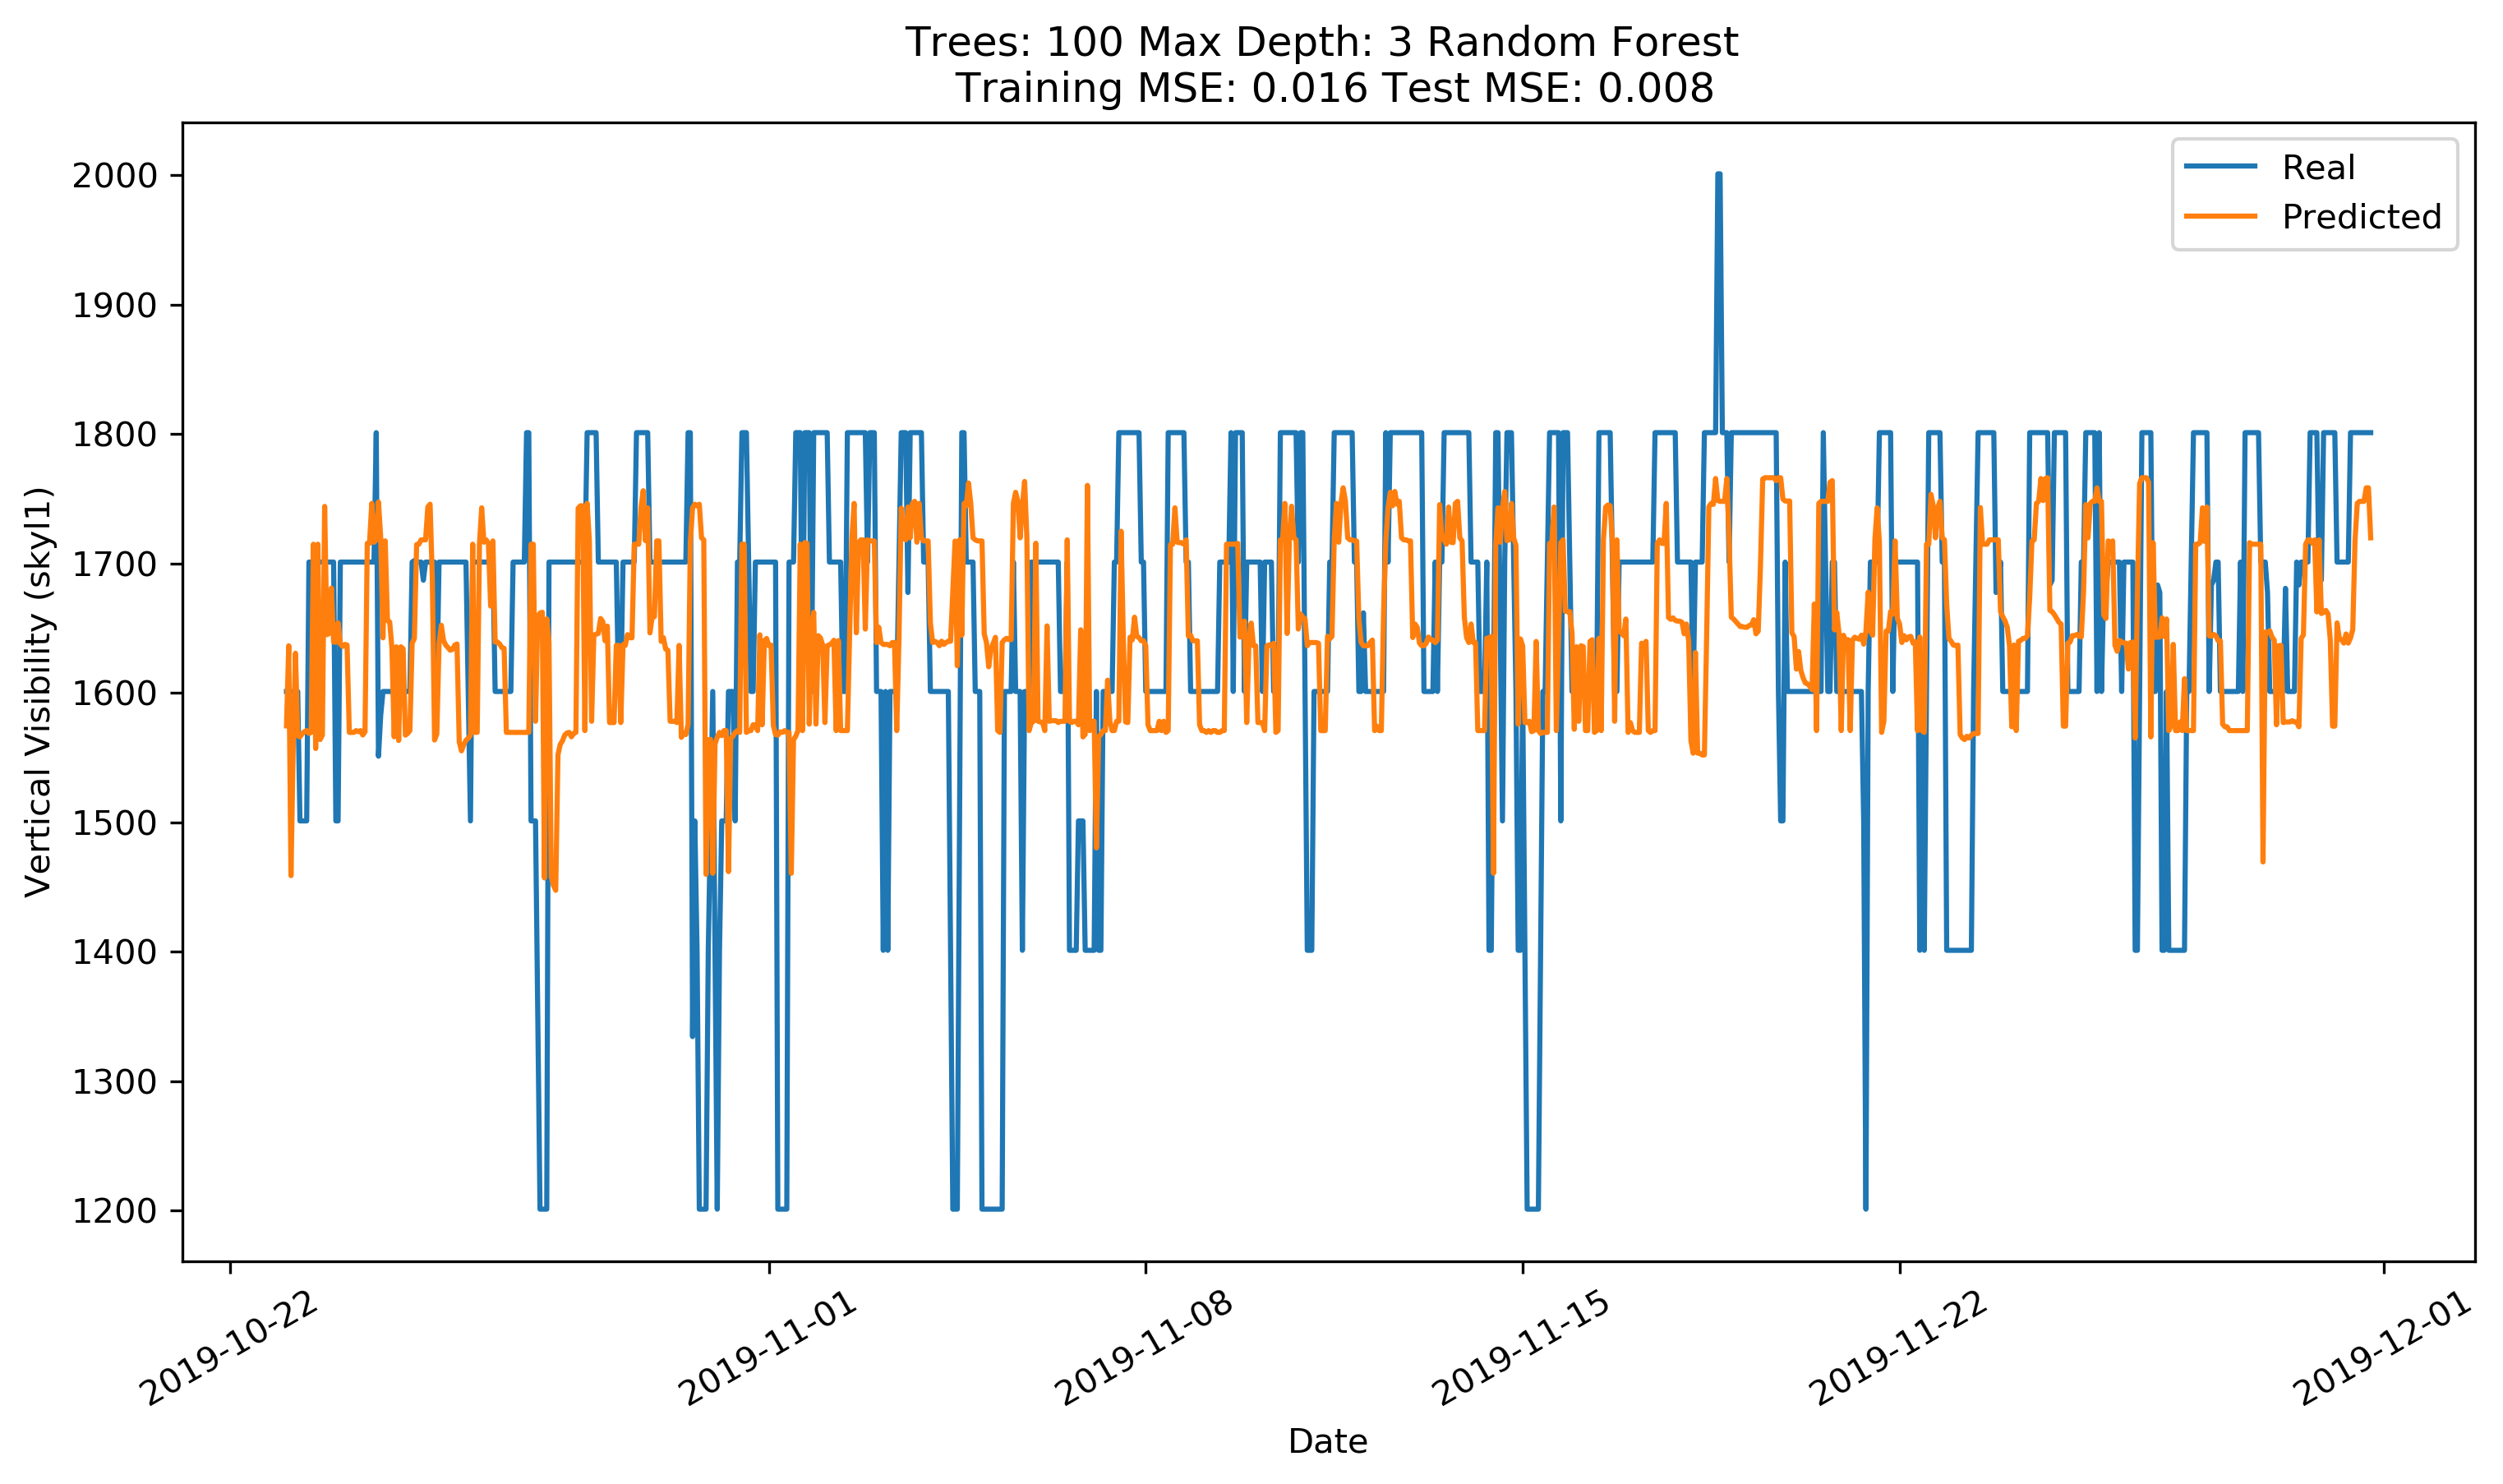 Trees: 100 Max Depth: 3 Random Forest
Training MSE: 0.016 Test MSE: 0.008
Real
Predicted
2000
1900
1800
1700
1600
1500
1400
1300
1200
Vertical Visibility (skyl1)
2019-10-22
2019-11-01
2019-11-08
2019-11-15
2019-11-22
2019-12-01
Date